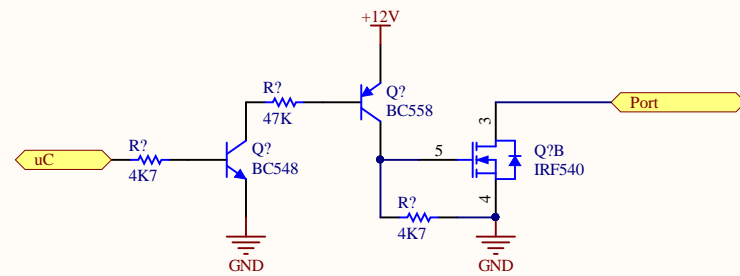 +12V
R?
47K
Q?
BC558
Port
3
uC
R?
4K7
Q?
BC548
5
Q?B
IRF540
4
R?
4K7
GND
GND